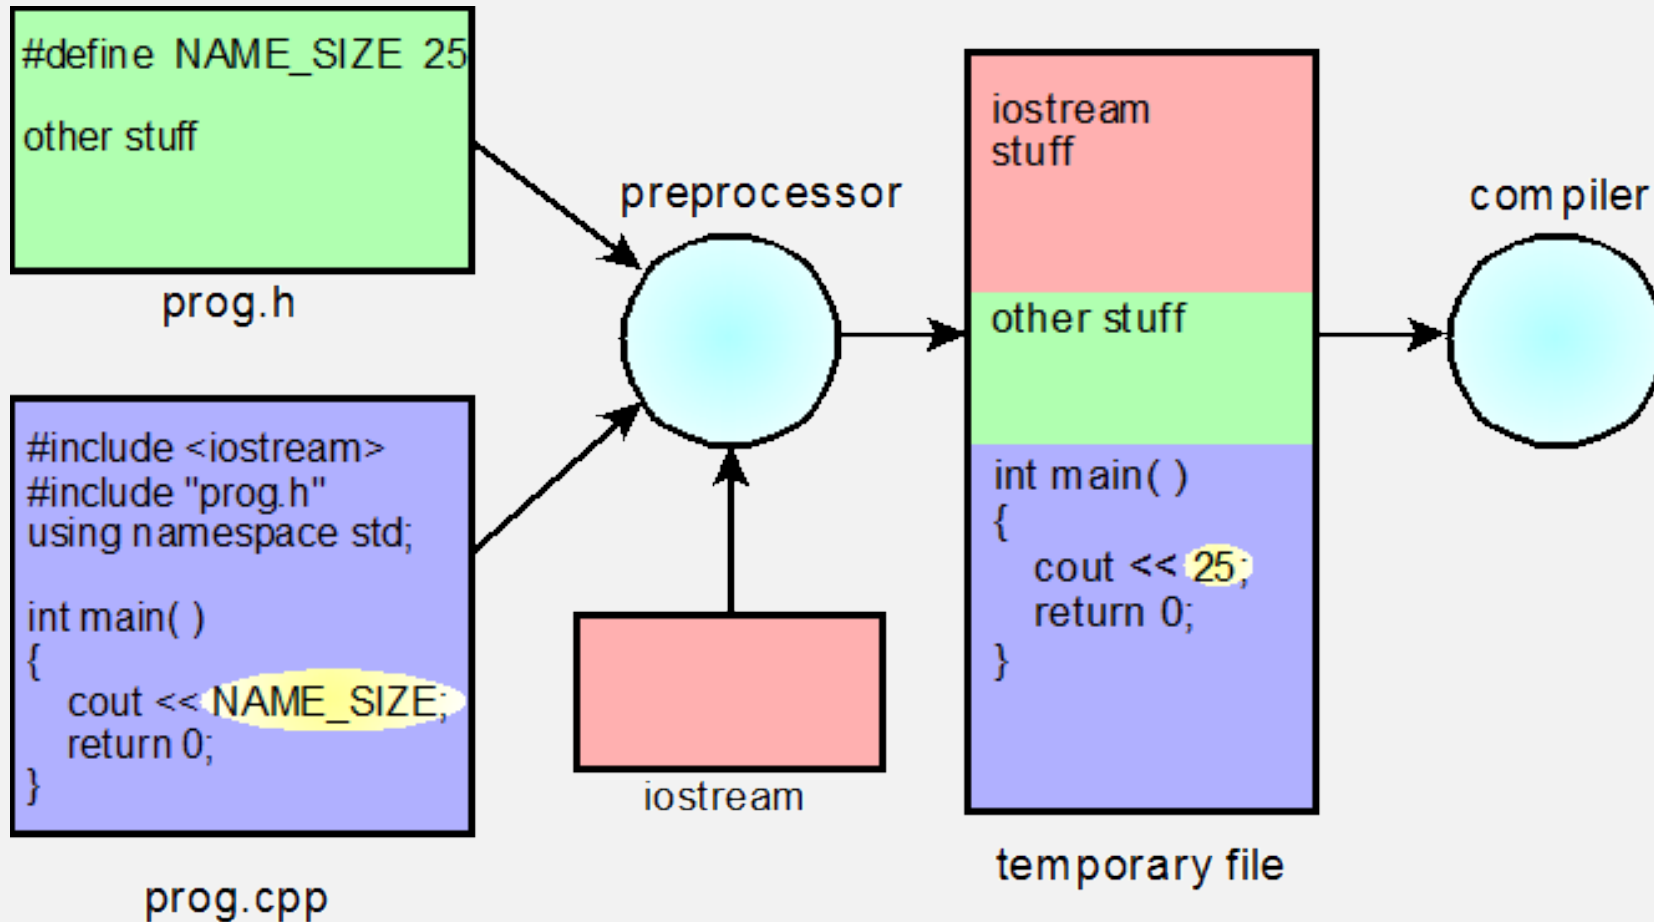 #define NAME_SIZE 25
other stuff
prog.h
#include <iostream>
#include "prog.h"
using namespace std;
int main( )
{
cout << NAME_SIZE;
return 0;
}
prog.cpp
preprocessor
iostream
iostream
stuff
other stuff
int main( )
{
cout << 25;
return 0;
}
temporary file
compiler